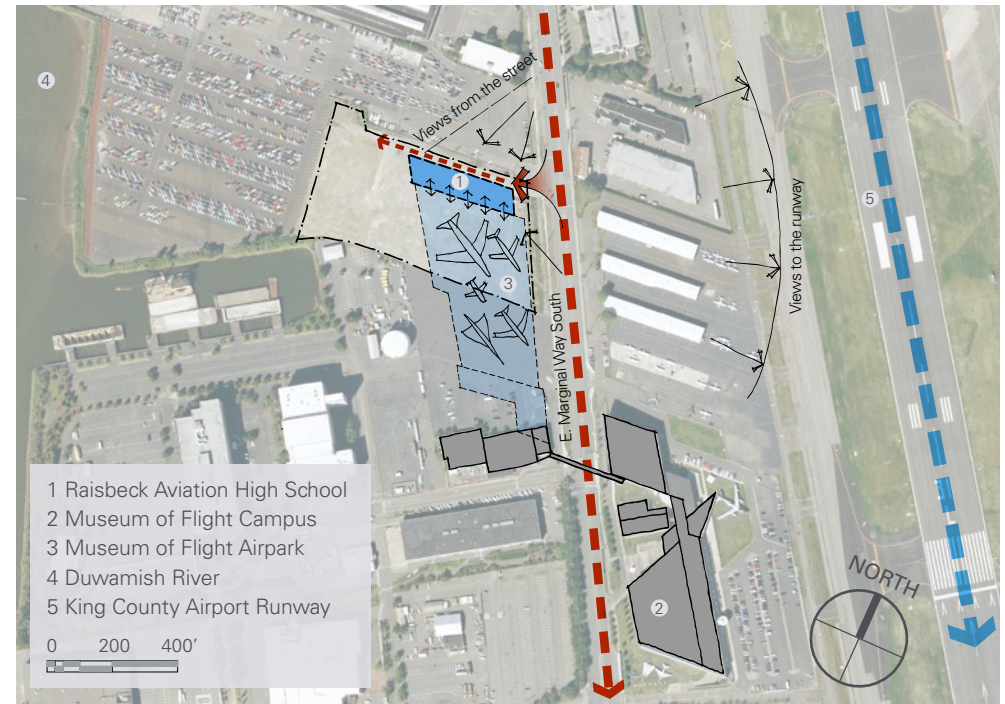 4
Views from the street
1
5
Views to the runway
3
E. Marginal Way South
1 Raisbeck Aviation High School
2 Museum of Flight Campus
3 Museum of Flight Airpark
4 Duwamish River
5 King County Airport Runway
0 200 400’
NORTH
2